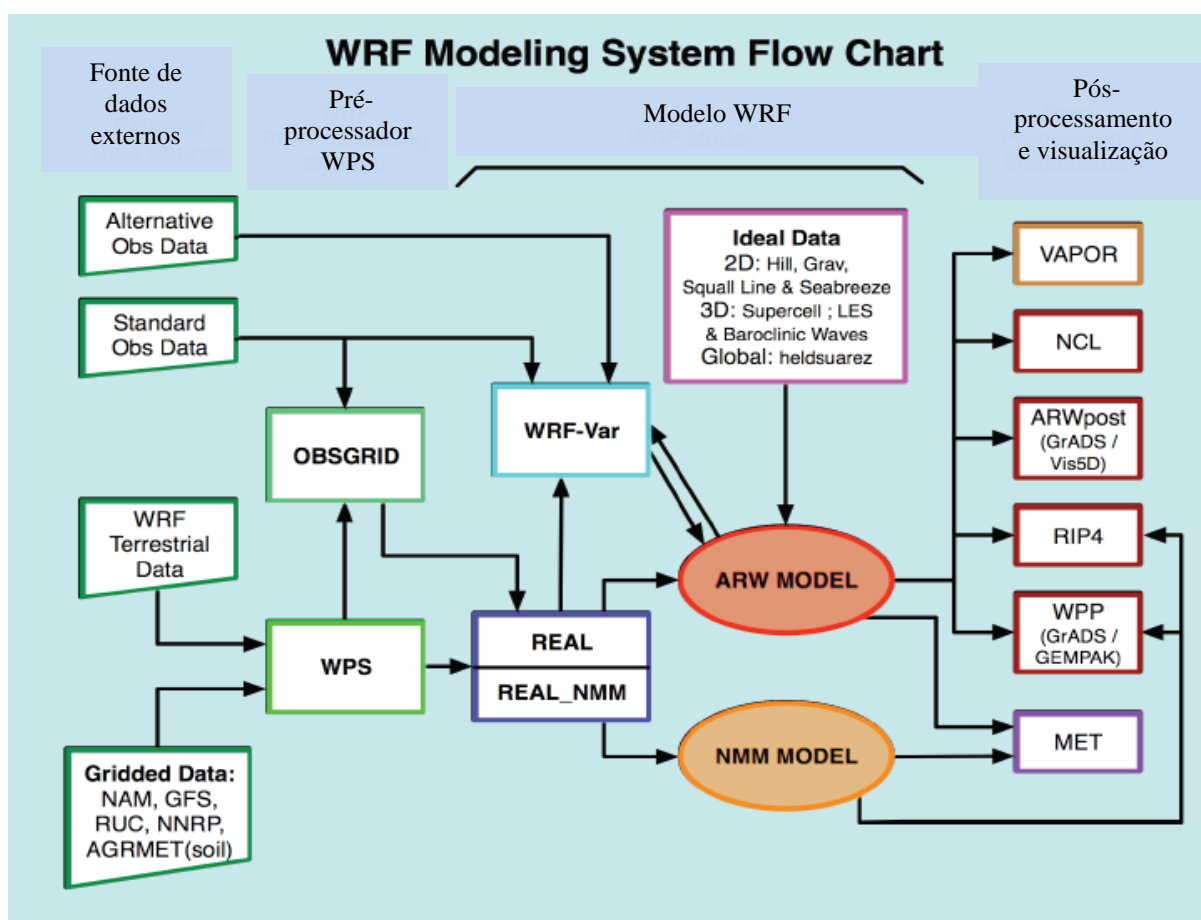 WRF Modeling System Flow Chart
Fonte de
dados
externos
Pré-
processador
WPS
Modelo WRF
Pós-
processamento
e visualização
Alternative
Obs Data
Standard
Obs Data
WRF
Terrestrial
Data
Gridded Data:
NAM, GFS,
RUC, NNRP,
AGRMET(soil)
OBSGRID
WPS
WRF-Var
REAL
REAL_NMM
Ideal Data
2D: Hill, Grav,
Squall Line & Seabreeze
3D: Supercell ; LES
& Baroclinic Waves
Global: heldsuarez
ARW MODEL
NMM MODEL
VAPOR
NCL
ARWpost
(GrADS /
Vis5D)
RIP4
WPP
(GrADS /
GEMPAK)
MET